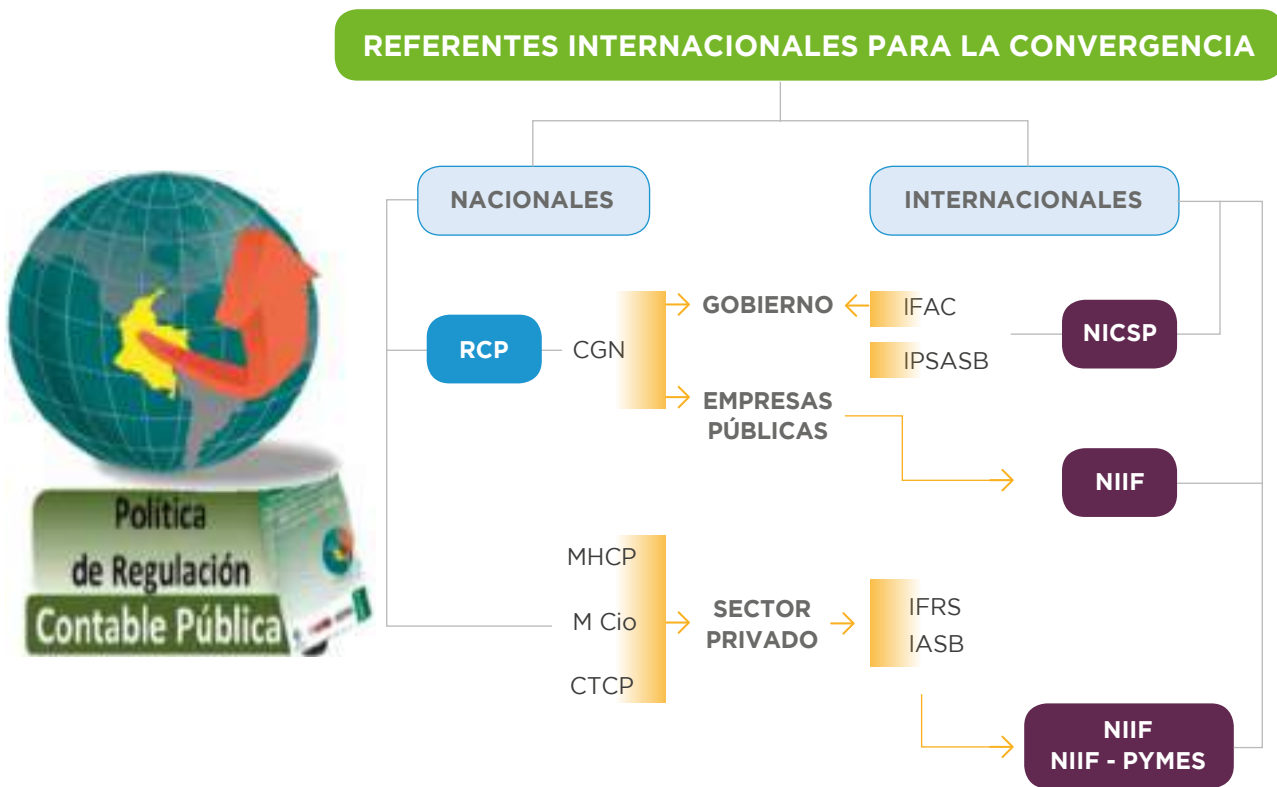 REFERENTES INTERNACIONALES PARA LA CONVERGENCIA
NACIONALES
INTERNACIONALES
RCP
CGN
GOBIERNO
EMPRESAS
PÚBLICAS
IFAC
IPSASB
NICSP
NIIF
MHCP
M Cio
CTCP
SECTOR
PRIVADO
IFRS
IASB
NIIF
NIIF - PYMES
Política
de Regulación
Contable Pública